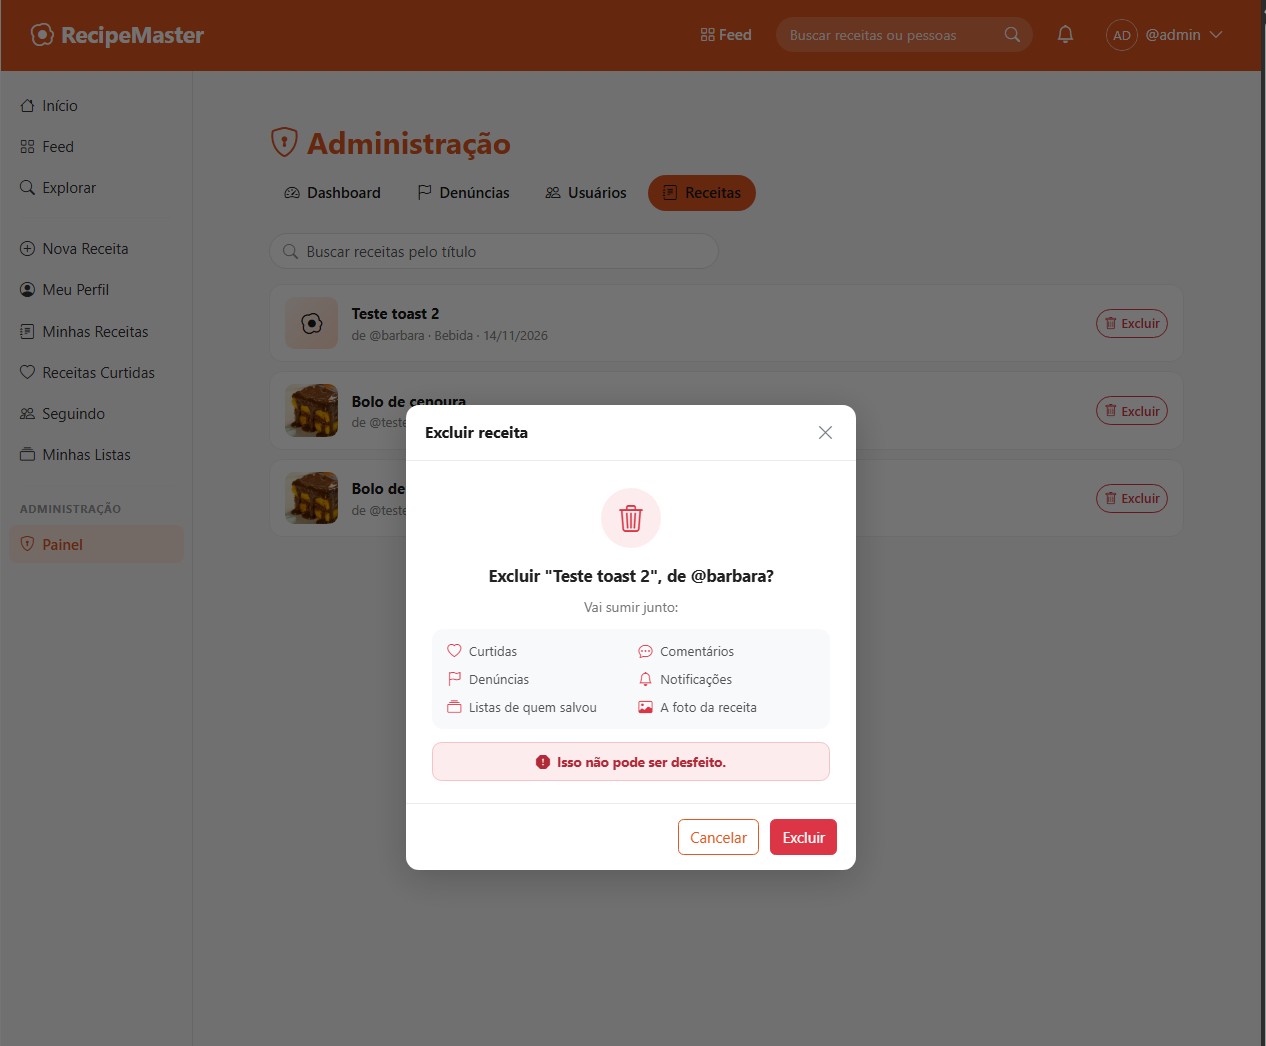 RecipeMaster
Feed
Buscar receitas ou pessoas
AD
@admin
Início
Feed
Explorar
Nova Receita
Meu Perfil
Minhas Receitas
Receitas Curtidas
Seguindo
Minhas Listas
ADMINISTRAÇÃO
Painel
Administração
Dashboard
Denúncias
Usuários
Receitas
Buscar receitas pelo título
Teste toast 2
de @barbara · Bebida · 14/11/2026
Excluir
Bolo de cenoura
de @teste
Excluir
Bolo de
de @teste
Excluir
Excluir receita
Excluir "Teste toast 2", de @barbara?
Vai sumir junto:
Curtidas
Comentários
Denúncias
Notificações
Listas de quem salvou
A foto da receita
Isso não pode ser desfeito.
Cancelar
Excluir